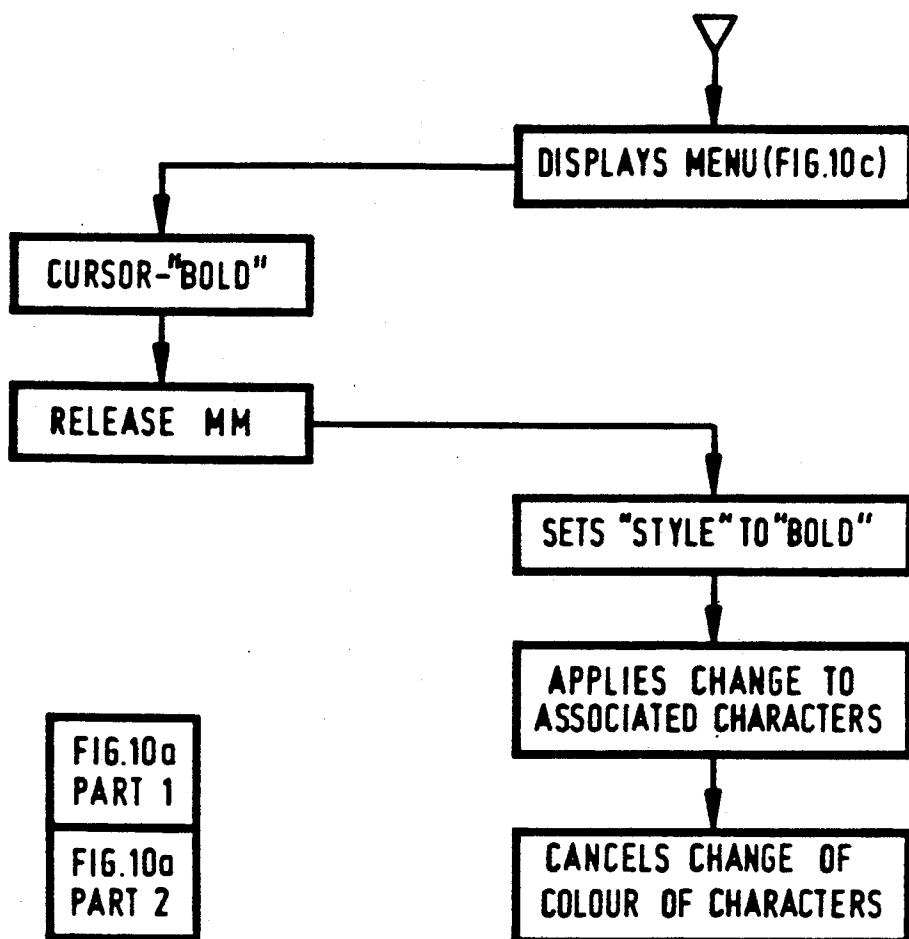 DISPLAYS MENU (FIG.10c)
CURSOR-"BOLD"
RELEASE MM
SETS "STYLE" TO "BOLD"
APPLIES CHANGE TO
ASSOCIATED CHARACTERS
CANCELS CHANGE OF
COLOUR OF CHARACTERS
FIG.10a
PART 1
FIG.10a
PART 2